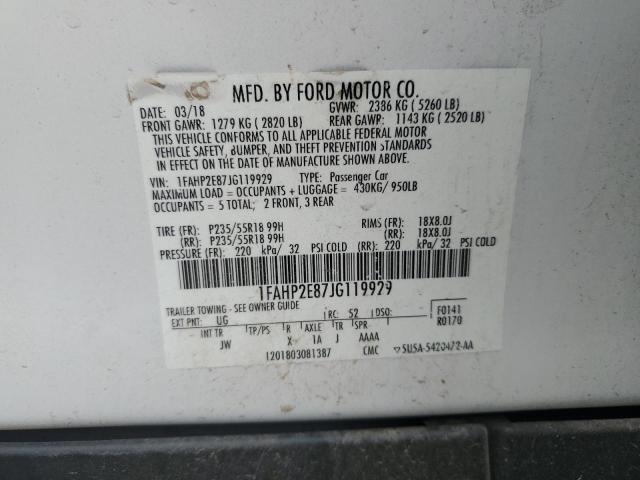 MFD. BY FORD MOTOR CO.
DATE: 03/18 GVWR: 2386 KG ( 5260 LB)
FRONT GAWR: 1279 KG ( 2820 LB) REAR GAWR: 1143 KG ( 2520 LB)
THIS VEHICLE CONFORMS TO ALL APPLICABLE FEDERAL MOTOR
VEHICLE SAFETY, BUMPER, AND THEFT PREVENTION STANDARDS
IN EFFECT ON THE DATE OF MANUFACTURE SHOWN ABOVE.
VIN: 1FAHP2E87JG119929 TYPE: Passenger Car
MAXIMUM LOAD = OCCUPANTS + LUGGAGE = 430KG/ 950LB
OCCUPANTS = 5 TOTAL; 2 FRONT, 3 REAR
TIRE (FR): P235/55R18 99H RIMS (FR): 18X8.0J
(RR): P235/55R18 99H (RR): 18X8.0J
PRESSURE (FR): 220 kPa/ 32 PSI COLD (RR): 220 kPa/ 32 PSI COLD
1FAHP2E87JG119929
TRAILER TOWING - SEE OWNER GUIDE
EXT PNT: UG RC: 52 DSO: F0141
INT TR TP/PS R AXLE TR SPR R0170
JW X 1A J AAAA
1201803081387 CMC 5U5A-5420472-AA